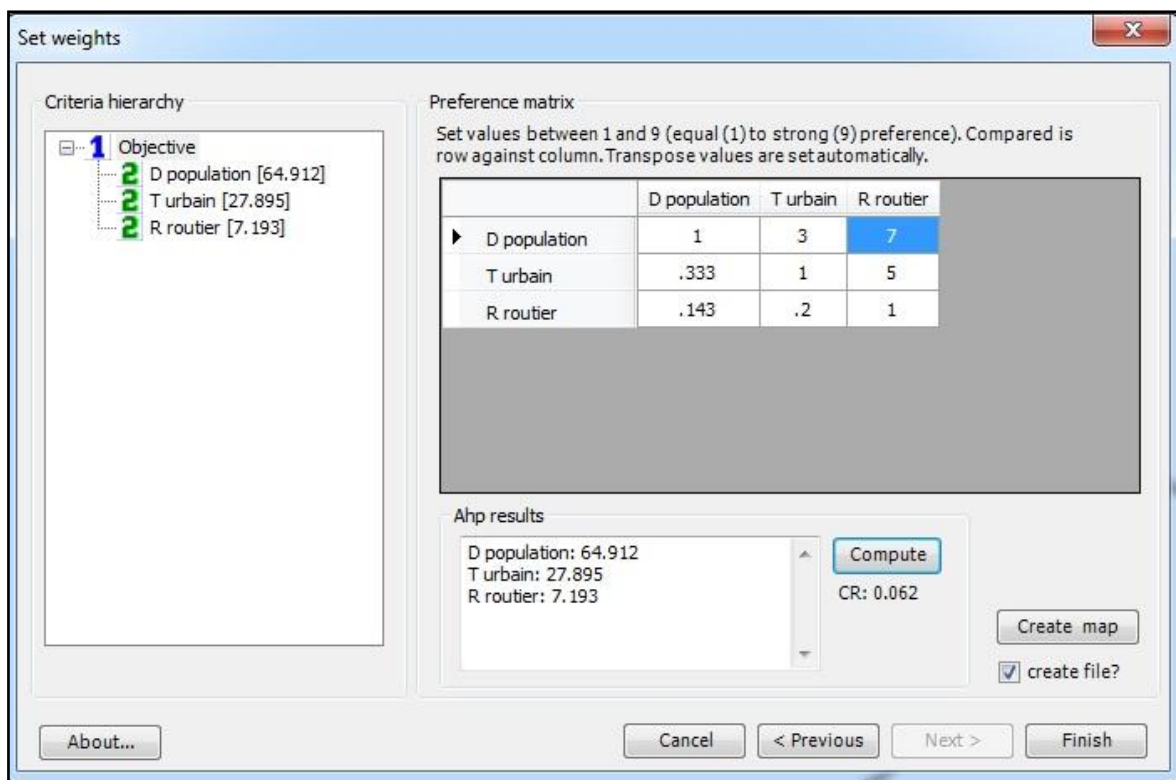 Set weights
x
Criteria hierarchy
1 Objective
2 D population [64.912]
2 T urbain [27.895]
2 R routier [7.193]
Preference matrix
Set values between 1 and 9 (equal (1) to strong (9) preference). Compared is
row against column. Transpose values are set automatically.
D population T urbain R routier
D population 1 3 7
T urbain .333 1 5
R routier .143 .2 1
Ahp results
D population: 64.912
T urbain: 27.895
R routier: 7.193
Compute
CR: 0.062
Create map
create file?
About...
Cancel
< Previous
Next >
Finish